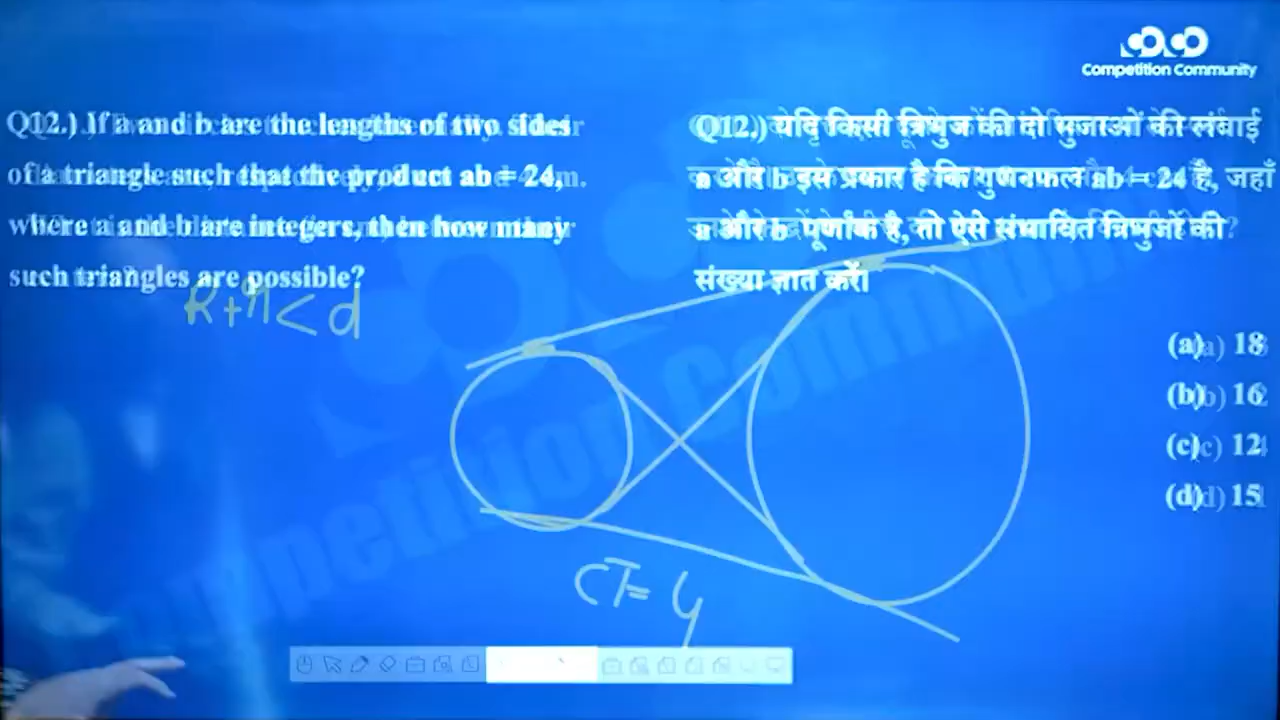 Competition Community
Q12.) If a and b are the lengths of two sides
of a triangle such that the product ab = 24,
where a and b are integers, then how many
such triangles are possible?
Q12.) यदि किसी त्रिभुज की दो भुजाओं की लंबाई
a और b इसे प्रकार है कि गुणनफल ab = 24 है, जहाँ
a और b पूर्णांक है, तो ऐसे संभावित त्रिभुजों की
संख्या ज्ञात करें।
R+r<d
(a) 18
(b) 16
(c) 12
(d) 15
CT= 4
Competition Community